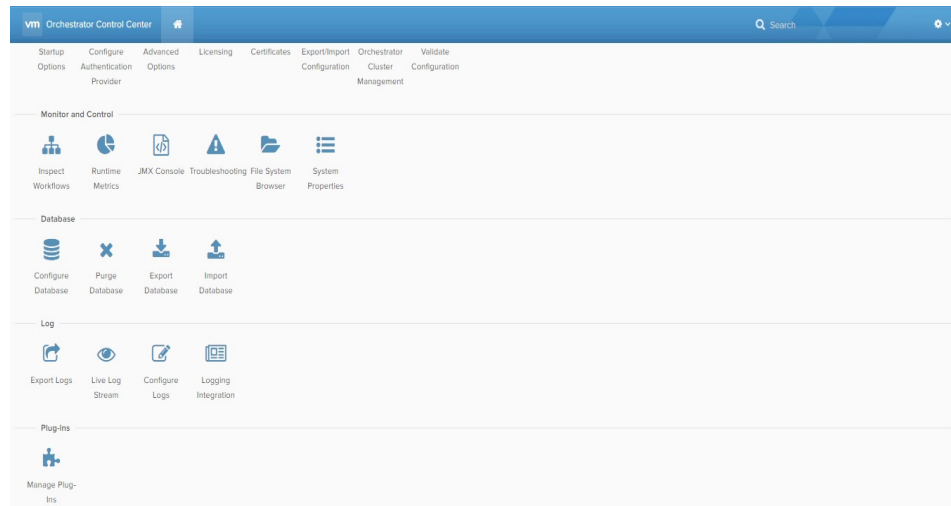 vm Orchestrator Control Center Search
Startup Options Configure Authentication Provider Advanced Options Licensing Certificates Export/Import Configuration Orchestrator Cluster Management Validate Configuration
Monitor and Control
Inspect Workflows Runtime Metrics JMX Console Troubleshooting File System Browser System Properties
Database
Configure Database Purge Database Export Database Import Database
Log
Export Logs Live Log Stream Configure Logs Logging Integration
Plug-Ins
Manage Plug-Ins